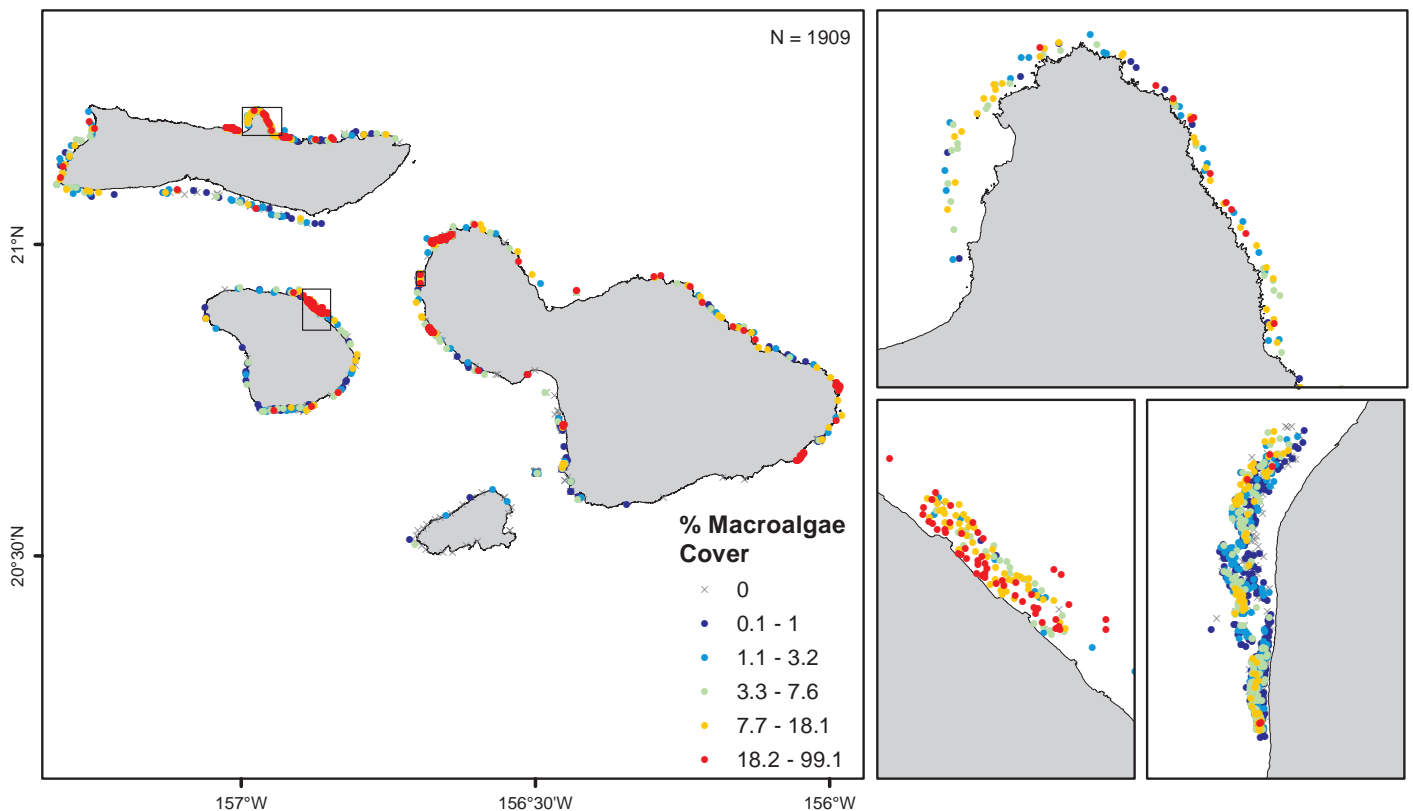 N = 1909
21°N
20°30'N
% Macroalgae
Cover
0
0.1 - 1
1.1 - 3.2
3.3 - 7.6
7.7 - 18.1
18.2 - 99.1
157°W
156°30'W
156°W